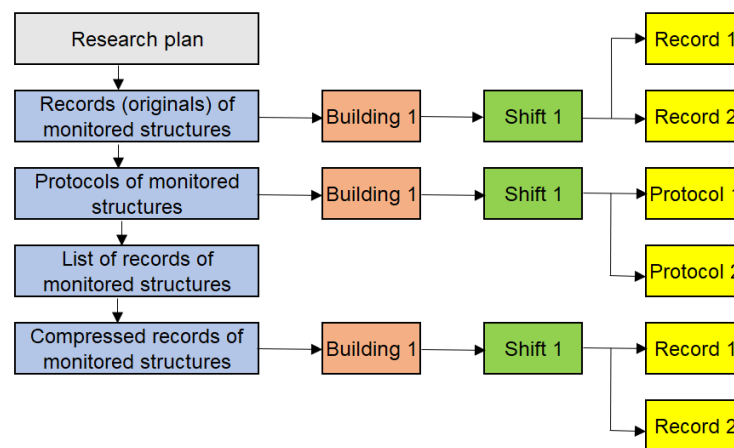 Research plan
Record 1
Records (originals) of
monitored structures
Building 1
Shift 1
Record 2
Protocols of monitored
structures
Building 1
Shift 1
Protocol 1
List of records of
monitored structures
Protocol 2
Compressed records of
monitored structures
Building 1
Shift 1
Record 1
Record 2